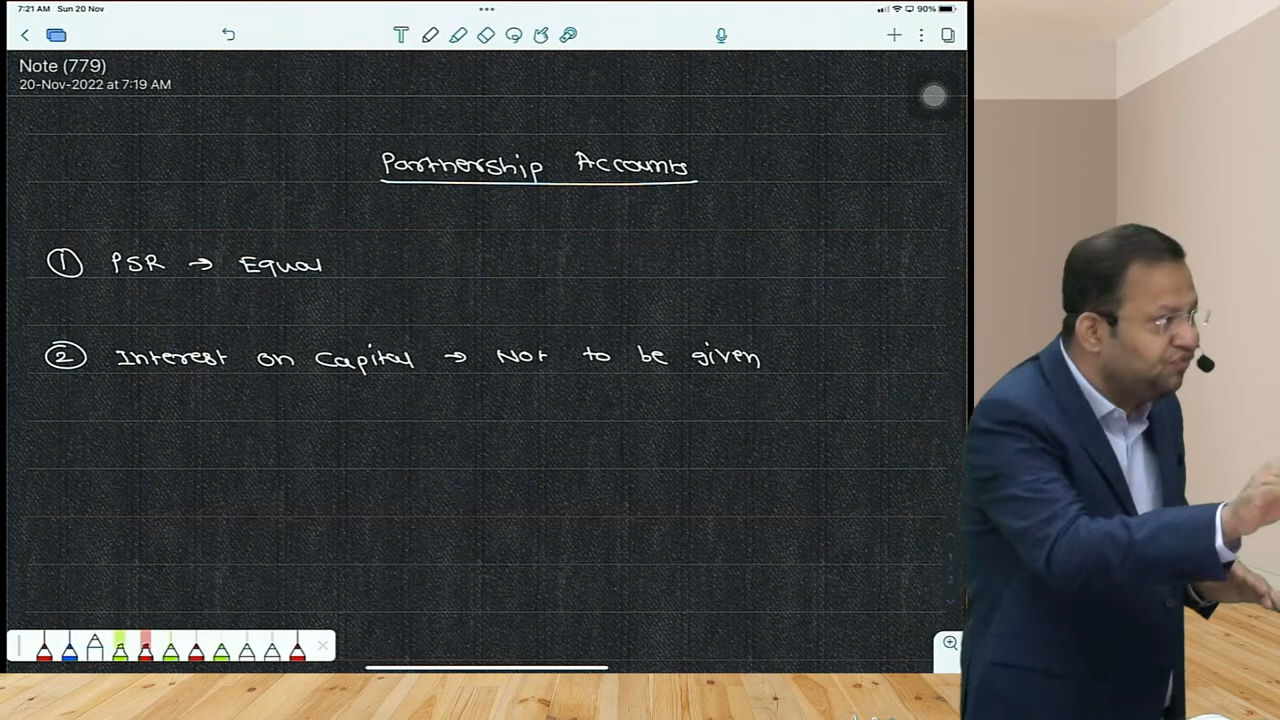 7:21 AM Sun 20 Nov
90%
Note (779)
20-Nov-2022 at 7:19 AM
Partnership Accounts
① PSR → Equal
② Interest on Capital → Not to be given